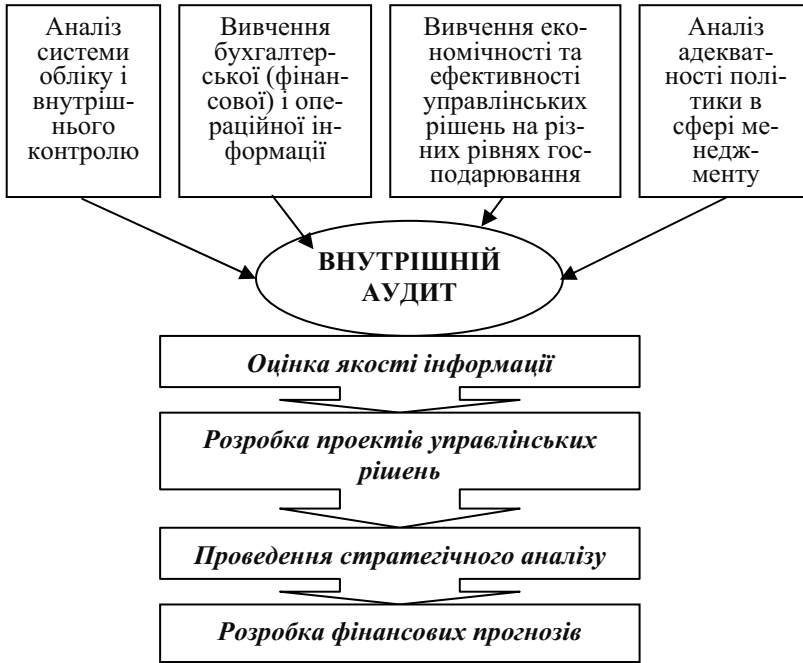 Аналіз
системи
обліку і
внутріш-
нього
контролю
Вивчення
бухгалтер-
ської (фінан-
сової) і опе-
раційної ін-
формації
Вивчення еко-
номічності та
ефективності
управлінських
рішень на різ-
них рівнях гос-
подарювання
Аналіз
адекват-
ності полі-
тики в
сфері ме-
недж-
менту
ВНУТРІШНІЙ
АУДИТ
Оцінка якості інформації
Розробка проектів управлінських
рішень
Проведення стратегічного аналізу
Розробка фінансових прогнозів